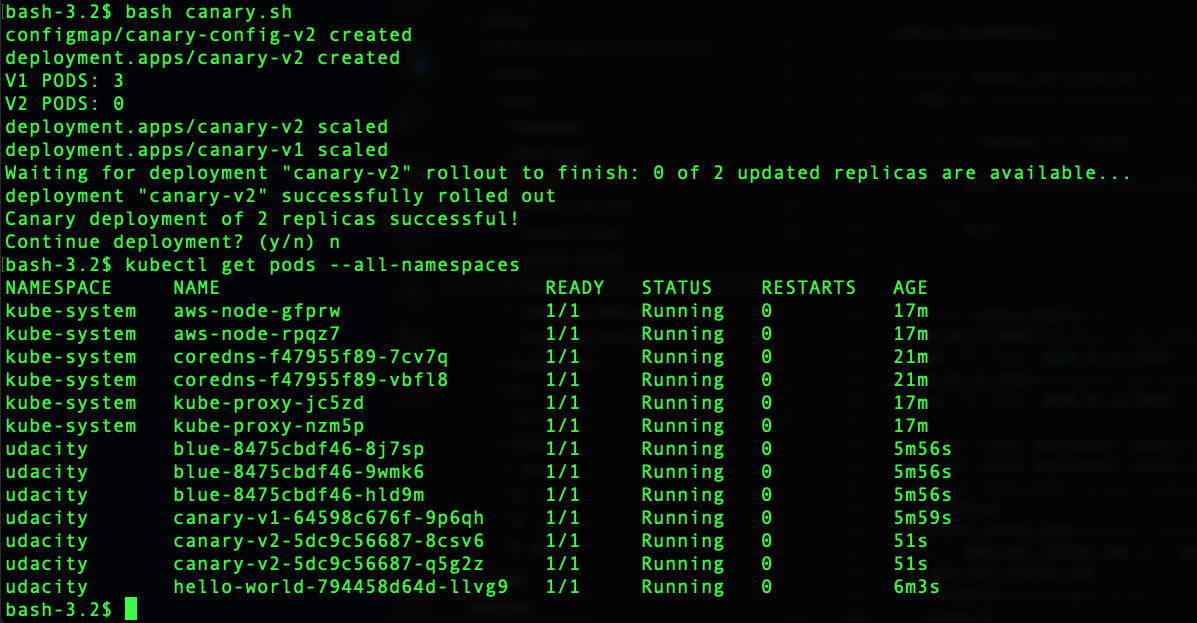 bash-3.2$ bash canary.sh
configmap/canary-config-v2 created
deployment.apps/canary-v2 created
V1 PODS: 3
V2 PODS: 0
deployment.apps/canary-v2 scaled
deployment.apps/canary-v1 scaled
Waiting for deployment "canary-v2" rollout to finish: 0 of 2 updated replicas are available...
deployment "canary-v2" successfully rolled out
Canary deployment of 2 replicas successful!
Continue deployment? (y/n) n
bash-3.2$ kubectl get pods --all-namespaces
NAMESPACE     NAME                           READY   STATUS    RESTARTS   AGE
kube-system   aws-node-gfprw                 1/1     Running   0          17m
kube-system   aws-node-rpqz7                 1/1     Running   0          17m
kube-system   coredns-f47955f89-7cv7q        1/1     Running   0          21m
kube-system   coredns-f47955f89-vbfl8        1/1     Running   0          21m
kube-system   kube-proxy-jc5zd               1/1     Running   0          17m
kube-system   kube-proxy-nzm5p               1/1     Running   0          17m
udacity       blue-8475cbdf46-8j7sp          1/1     Running   0          5m56s
udacity       blue-8475cbdf46-9wmk6          1/1     Running   0          5m56s
udacity       blue-8475cbdf46-hld9m          1/1     Running   0          5m56s
udacity       canary-v1-64598c676f-9p6qh     1/1     Running   0          5m59s
udacity       canary-v2-5dc9c56687-8csv6     1/1     Running   0          51s
udacity       canary-v2-5dc9c56687-q5g2z     1/1     Running   0          51s
udacity       hello-world-794458d64d-llvg9   1/1     Running   0          6m3s
bash-3.2$